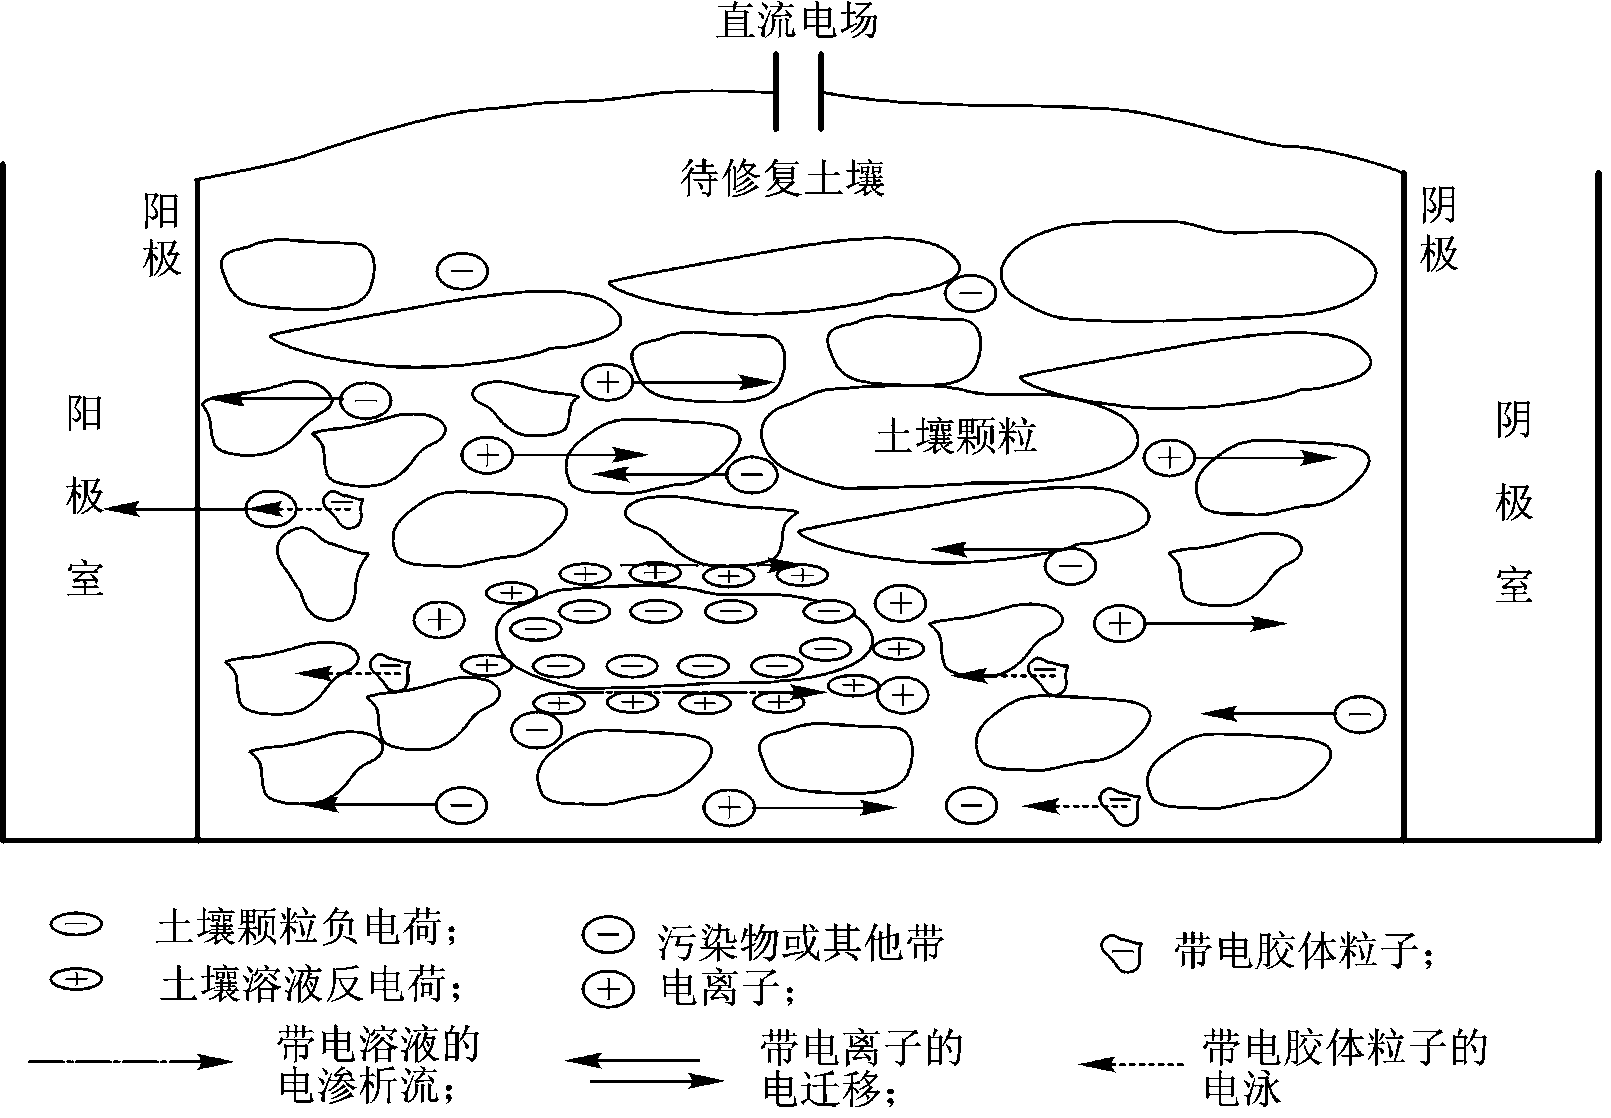 直流电场
待修复土壤
阳
极
阴
极
阳
极
室
土壤颗粒
阴
极
室
土壤颗粒负电荷；
土壤溶液反电荷；
污染物或其他带
电离子；
带电胶体粒子；
带电溶液的
电渗析流；
带电离子的
电迁移；
带电胶体粒子的
电泳